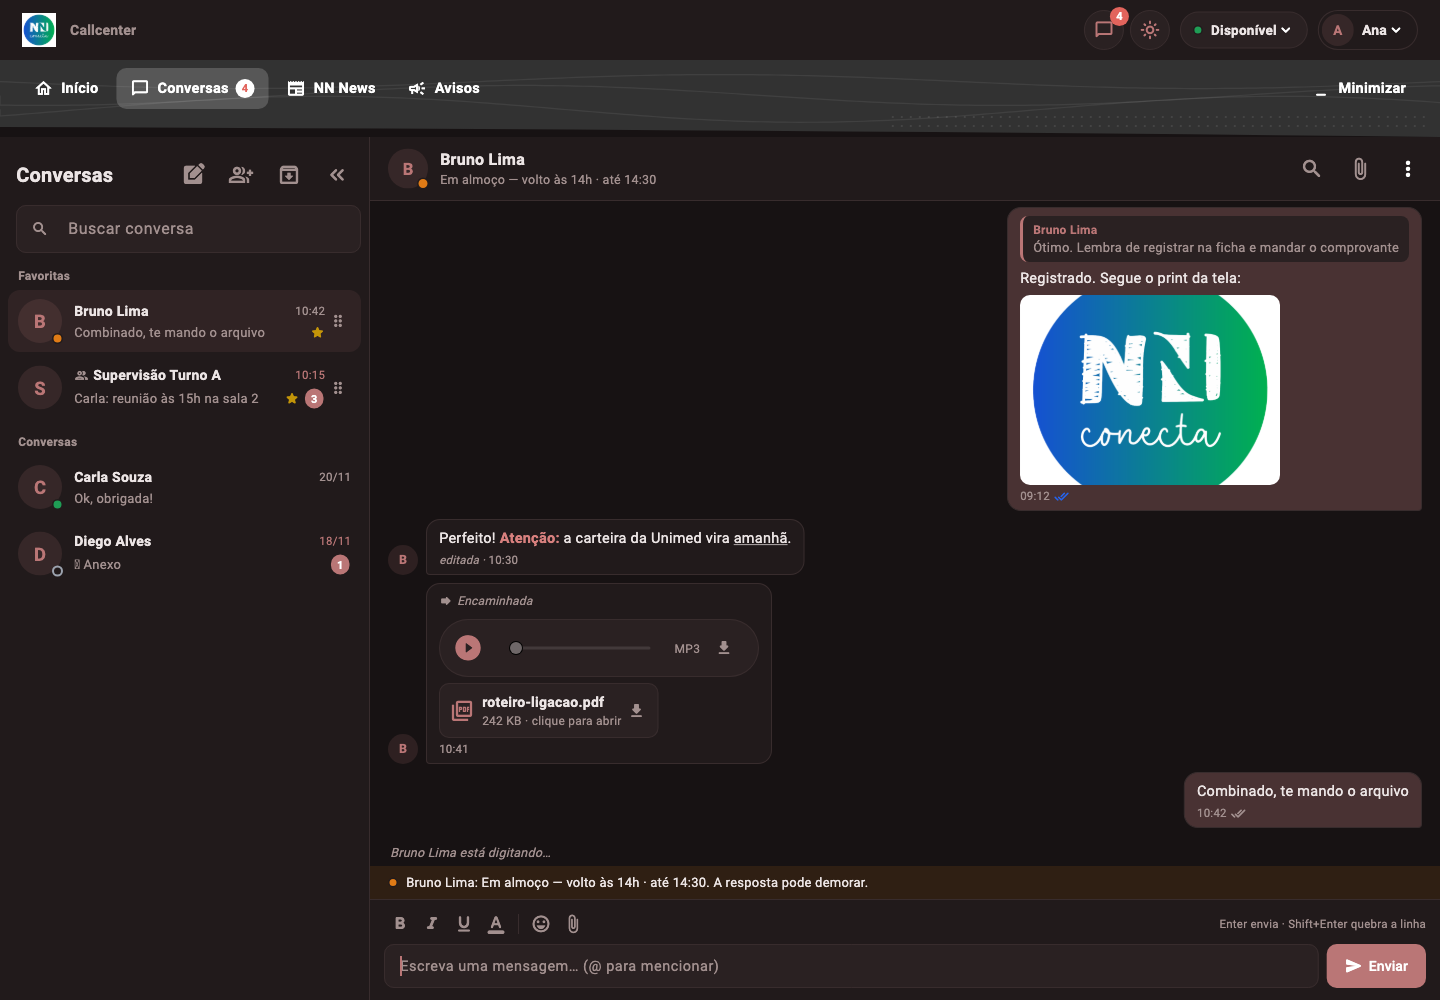 NN
Callcenter
4
Disponível
A
Ana
Início
Conversas
4
NN News
Avisos
Minimizar
Conversas
Buscar conversa
Favoritas
B
Bruno Lima
10:42
Combinado, te mando o arquivo
S
Supervisão Turno A
10:15
Carla: reunião às 15h na sala 2
3
Conversas
C
Carla Souza
20/11
Ok, obrigada!
D
Diego Alves
18/11
Anexo
1
B
Bruno Lima
Em almoço — volto às 14h · até 14:30
Bruno Lima
Ótimo. Lembra de registrar na ficha e mandar o comprovante
Registrado. Segue o print da tela:
NN
conecta
09:12
Perfeito! Atenção: a carteira da Unimed vira amanhã.
editada · 10:30
B
Encaminhada
MP3
PDF
roteiro-ligacao.pdf
242 KB · clique para abrir
10:41
B
Combinado, te mando o arquivo
10:42
Bruno Lima está digitando…
Bruno Lima: Em almoço — volto às 14h · até 14:30. A resposta pode demorar.
B I U A
Enter envia · Shift+Enter quebra a linha
Escreva uma mensagem… (@ para mencionar)
Enviar